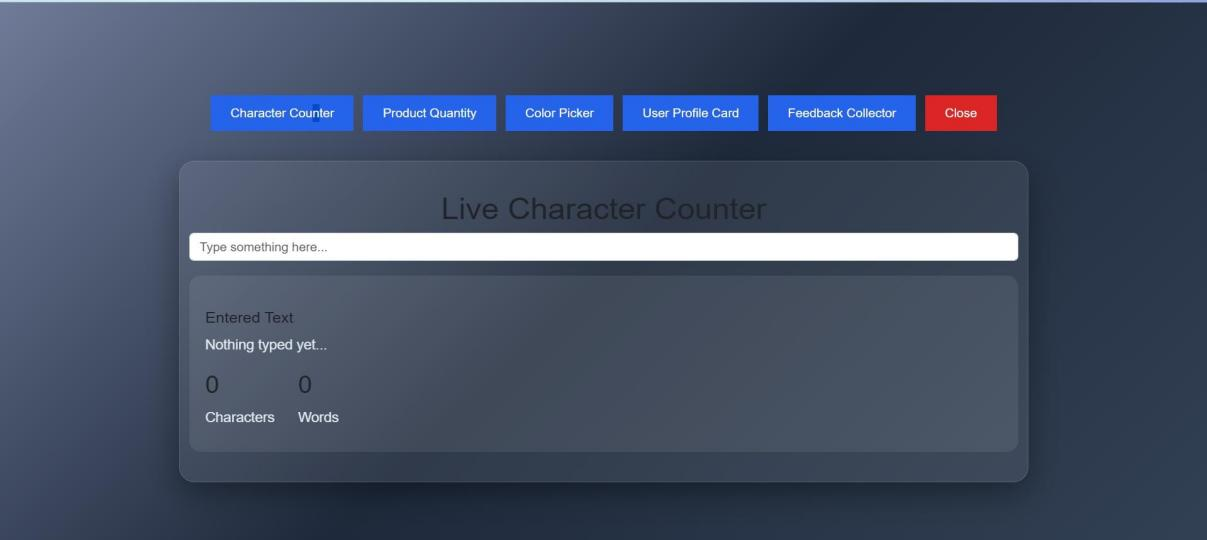 Character Counter Product Quantity Color Picker User Profile Card Feedback Collector Close
Live Character Counter
Type something here...
Entered Text
Nothing typed yet...
0 0
Characters Words